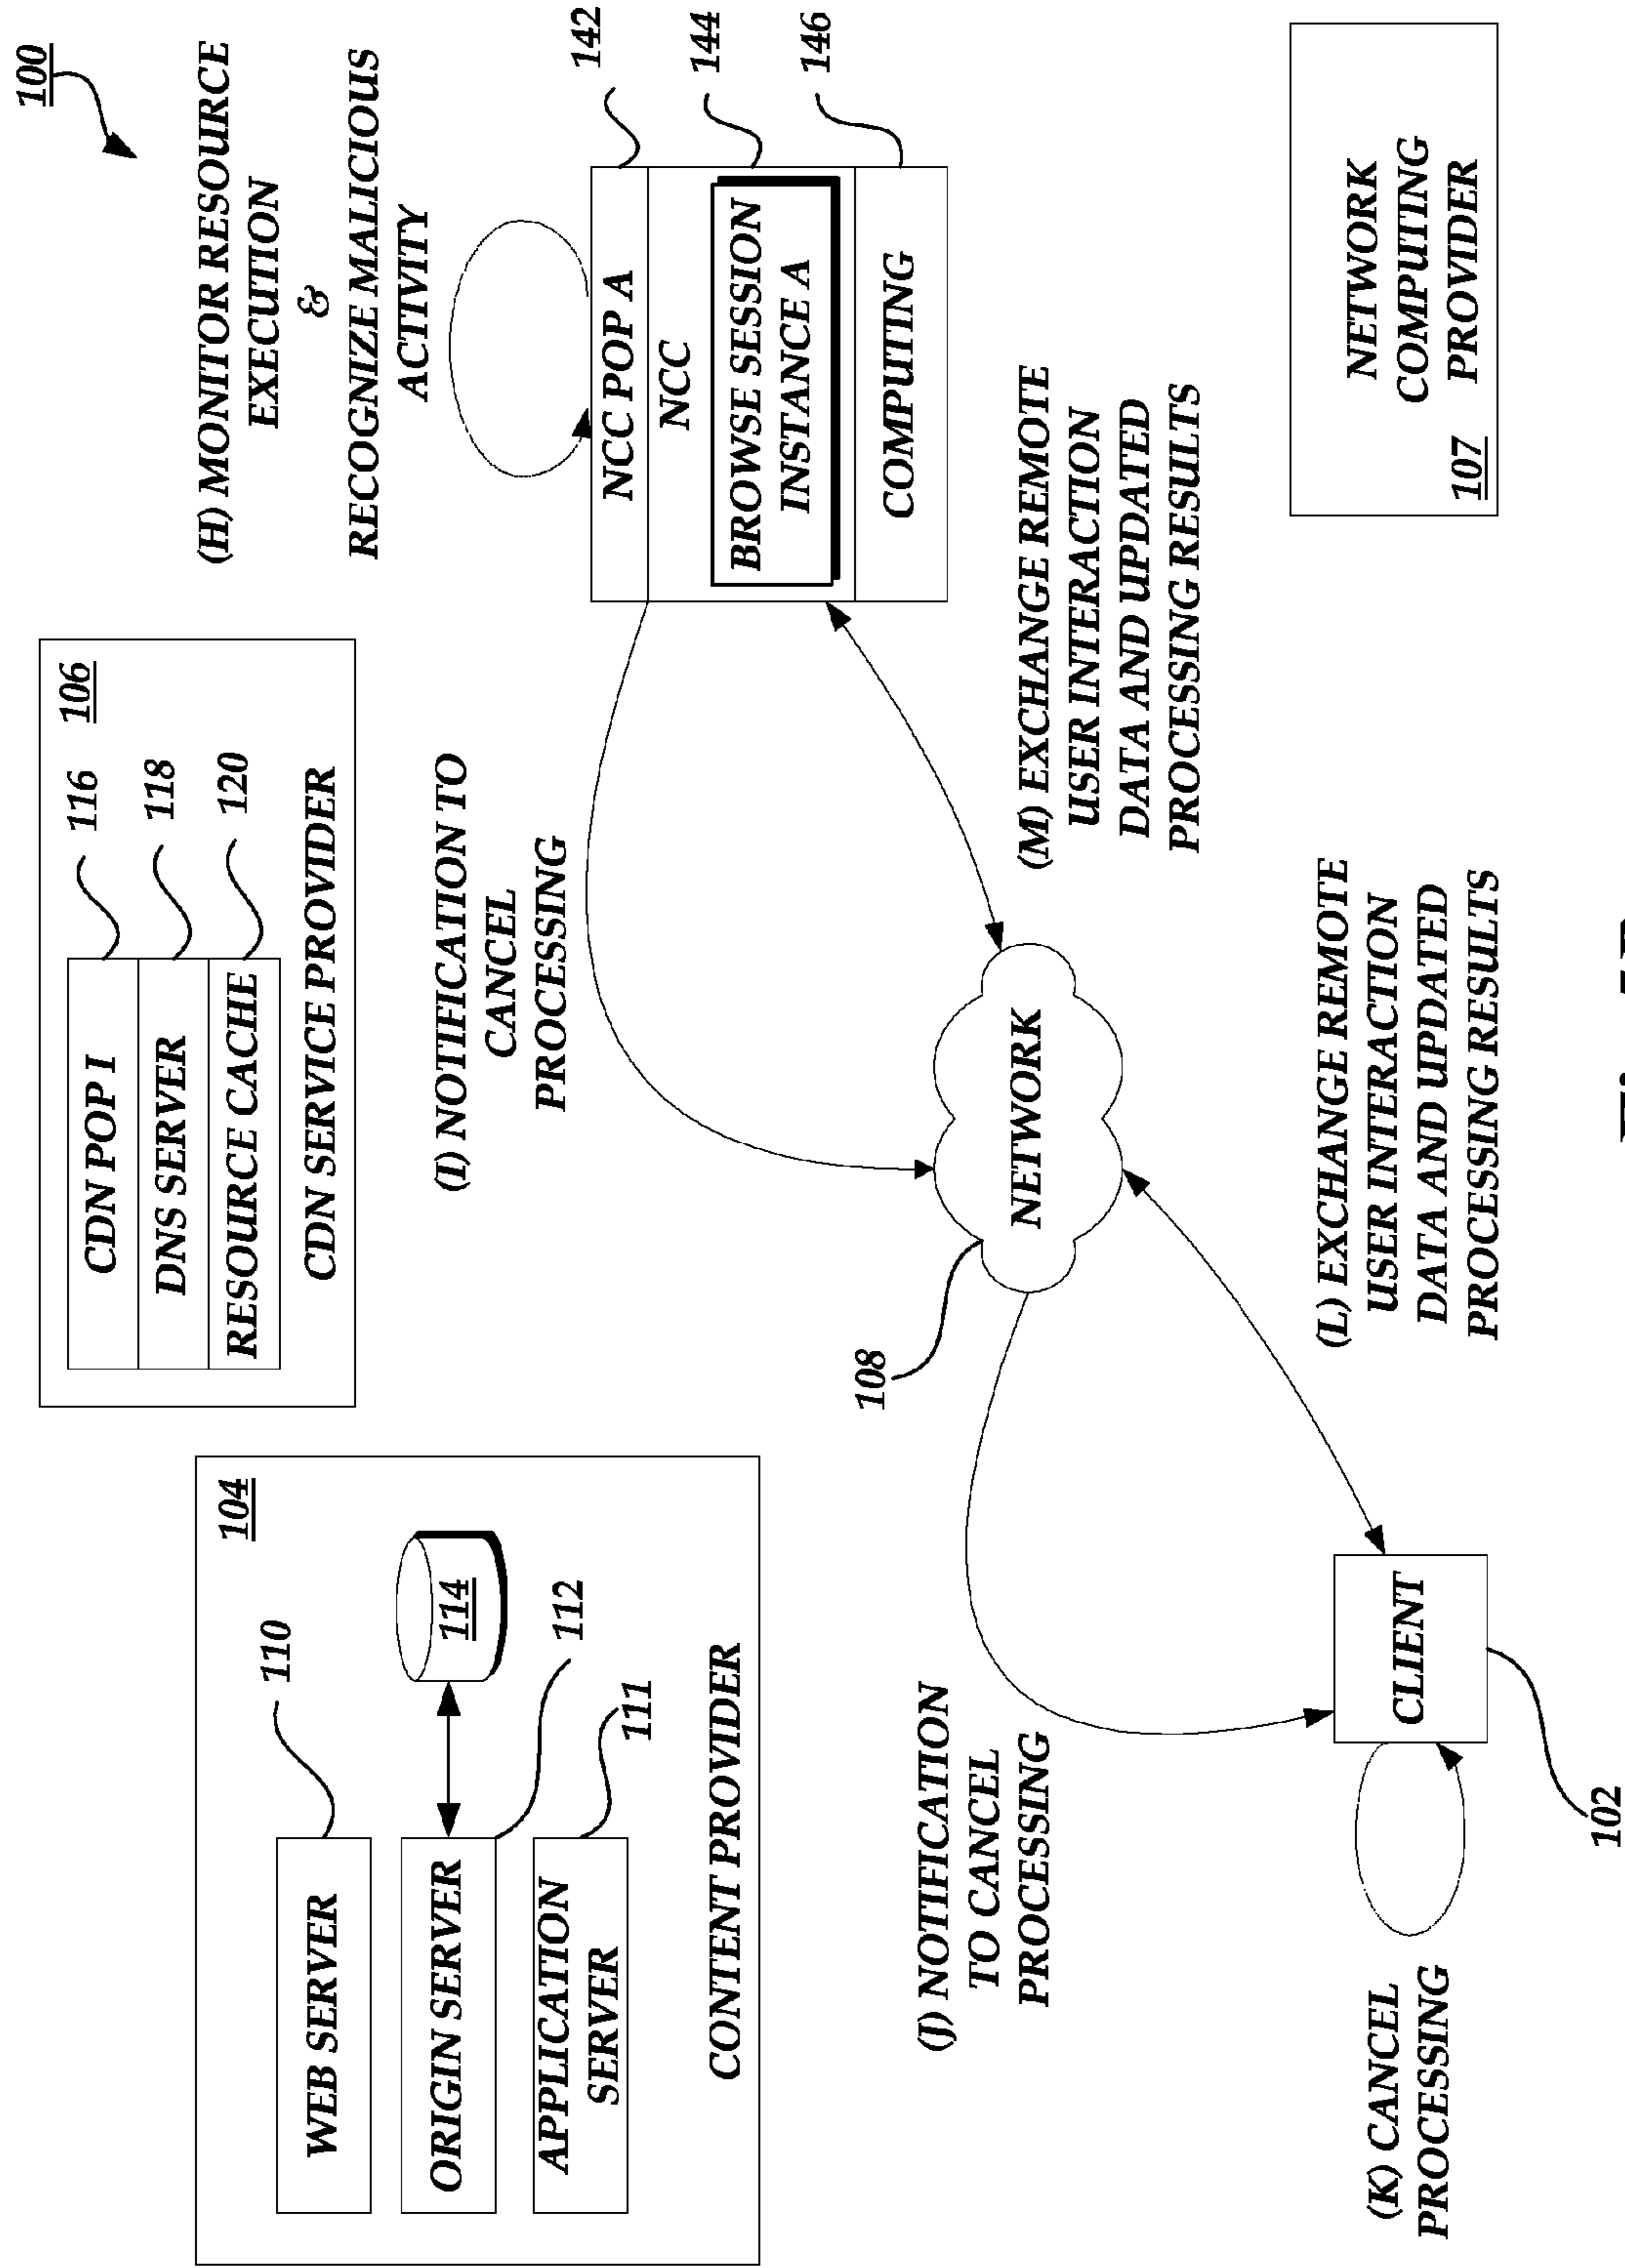 100
(H) MONITOR RESOURCE
EXECUTION
&
RECOGNIZE MALICIOUS
ACTIVITY
106
116
118
120
CDN POP I
DNS SERVER
RESOURCE CACHE
CDN SERVICE PROVIDER
104
110
WEB SERVER
114
ORIGIN SERVER
112
APPLICATION
SERVER
111
CONTENT PROVIDER
(I) NOTIFICATION TO
CANCEL
PROCESSING
142
144
146
NCC POP A
NCC
BROWSE SESSION
INSTANCE A
COMPUTING
108
NETWORK
(J) NOTIFICATION
TO CANCEL
PROCESSING
(M) EXCHANGE REMOTE
USER INTERACTION
DATA AND UPDATED
PROCESSING RESULTS
(K) CANCEL
PROCESSING
CLIENT
102
(L) EXCHANGE REMOTE
USER INTERACTION
DATA AND UPDATED
PROCESSING RESULTS
NETWORK
COMPUTING
PROVIDER
107